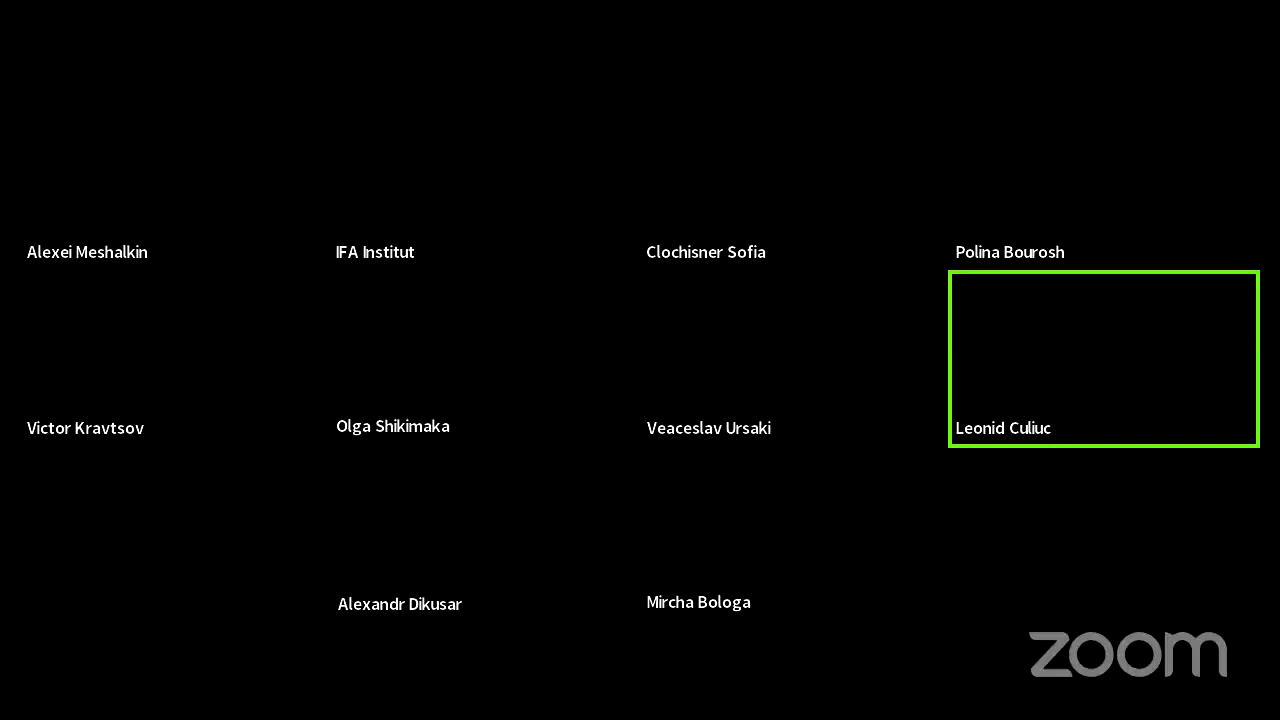 Alexei Meshalkin
IFA Institut
Clochisner Sofia
Polina Bourosh
Victor Kravtsov
Olga Shikimaka
Veaceslav Ursaki
Leonid Culiuc
Alexandr Dikusar
Mircha Bologa
zoom